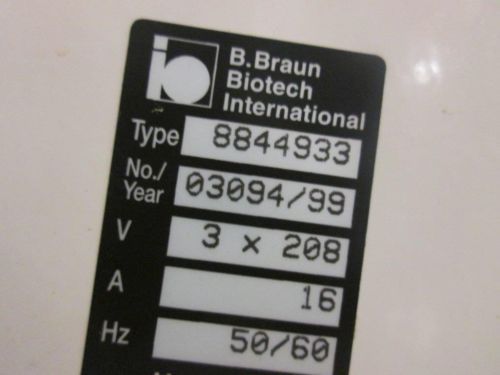 B.Braun
Biotech
International
Type 8844933
No./
Year 03094/99
V 3 x 208
A 16
Hz 50/60